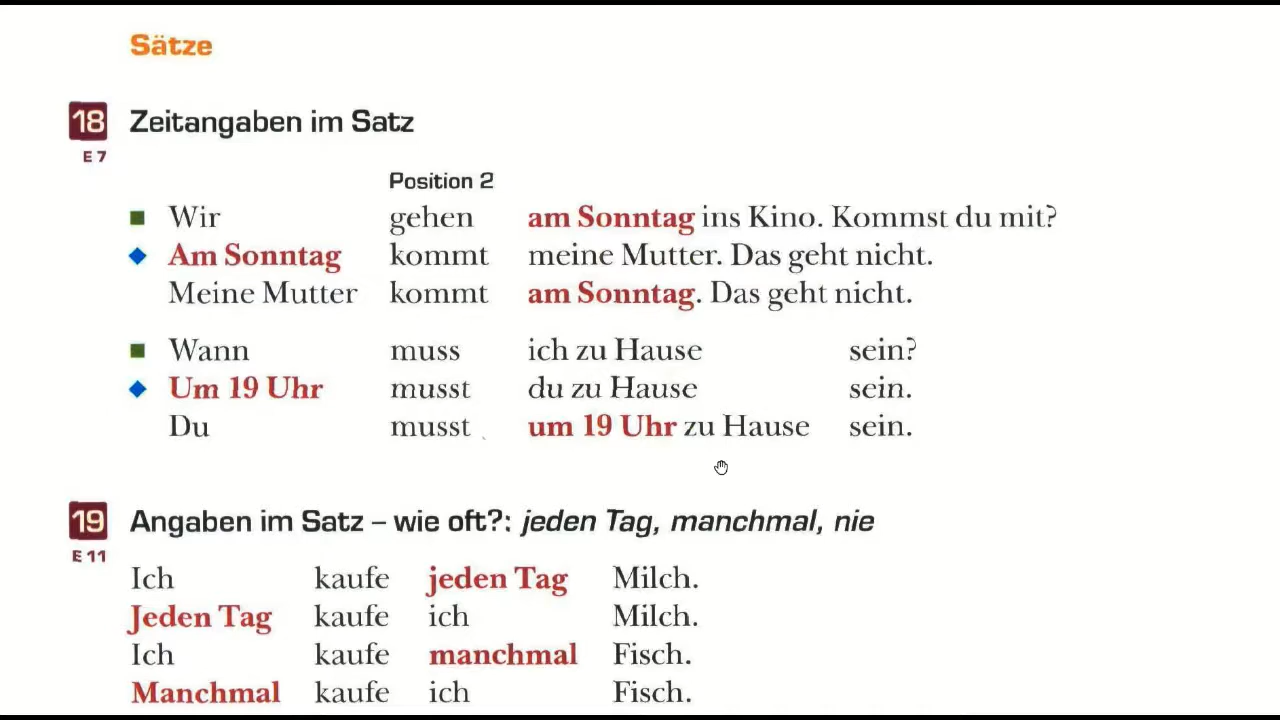 Sätze
18 Zeitangaben im Satz
E 7
Position 2
Wir gehen am Sonntag ins Kino. Kommst du mit?
Am Sonntag kommt meine Mutter. Das geht nicht.
Meine Mutter kommt am Sonntag. Das geht nicht.
Wann muss ich zu Hause sein?
Um 19 Uhr musst du zu Hause sein.
Du musst um 19 Uhr zu Hause sein.
19 Angaben im Satz – wie oft?: jeden Tag, manchmal, nie
E 11
Ich kaufe jeden Tag Milch.
Jeden Tag kaufe ich Milch.
Ich kaufe manchmal Fisch.
Manchmal kaufe ich Fisch.